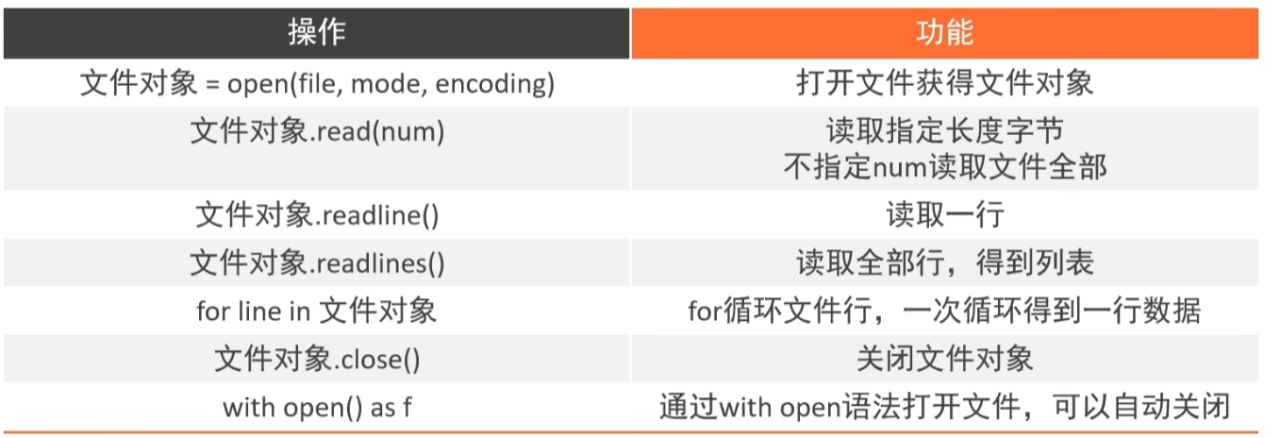 操作 功能
文件对象 = open(file, mode, encoding) 打开文件获得文件对象
文件对象.read(num) 读取指定长度字节
不指定num读取文件全部
文件对象.readline() 读取一行
文件对象.readlines() 读取全部行，得到列表
for line in 文件对象 for循环文件行，一次循环得到一行数据
文件对象.close() 关闭文件对象
with open() as f 通过with open语法打开文件，可以自动关闭